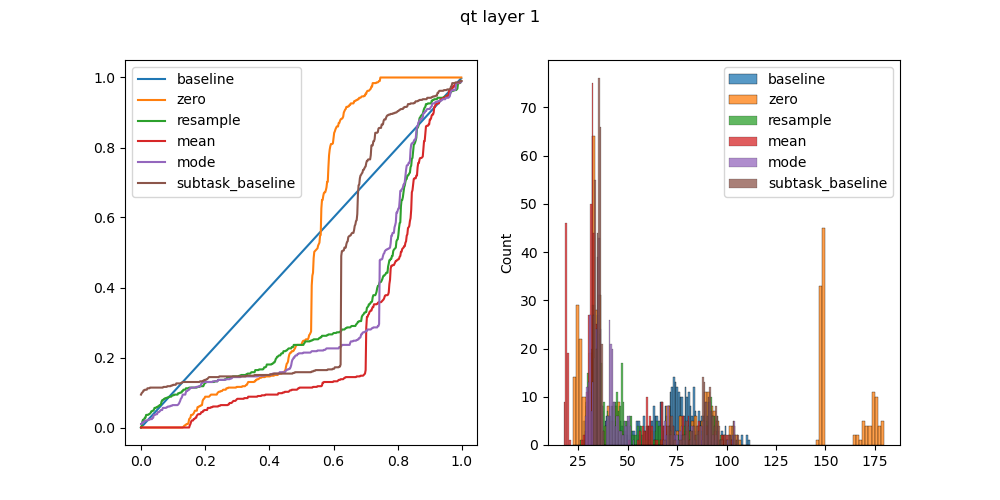 qt layer 1
baseline
zero
resample
mean
mode
subtask_baseline
1.0
0.8
0.6
0.4
0.2
0.0
0.0 0.2 0.4 0.6 0.8 1.0
baseline
zero
resample
mean
mode
subtask_baseline
Count
70
60
50
40
30
20
10
0
25 50 75 100 125 150 175